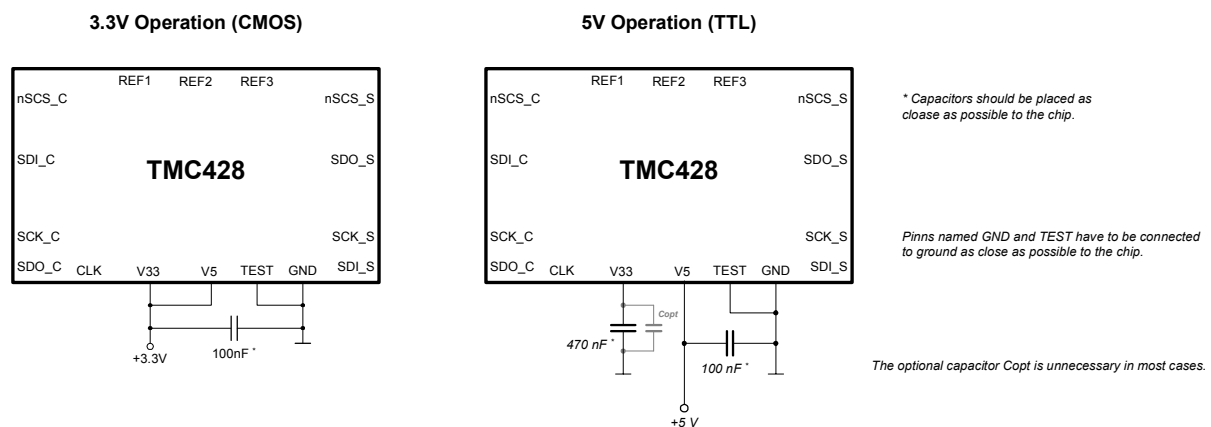 3.3V Operation (CMOS)
5V Operation (TTL)
REF1 REF2 REF3
nSCS_C nSCS_S
SDI_C TMC428 SDO_S
SCK_C SCK_S
SDO_C CLK V33 V5 TEST GND SDI_S
+3.3V
100nF *
REF1 REF2 REF3
nSCS_C nSCS_S
SDI_C TMC428 SDO_S
SCK_C SCK_S
SDO_C CLK V33 V5 TEST GND SDI_S
Copt
470 nF *
100 nF *
+5 V
* Capacitors should be placed as
cloase as possible to the chip.
Pinns named GND and TEST have to be connected
to ground as close as possible to the chip.
The optional capacitor Copt is unnecessary in most cases.